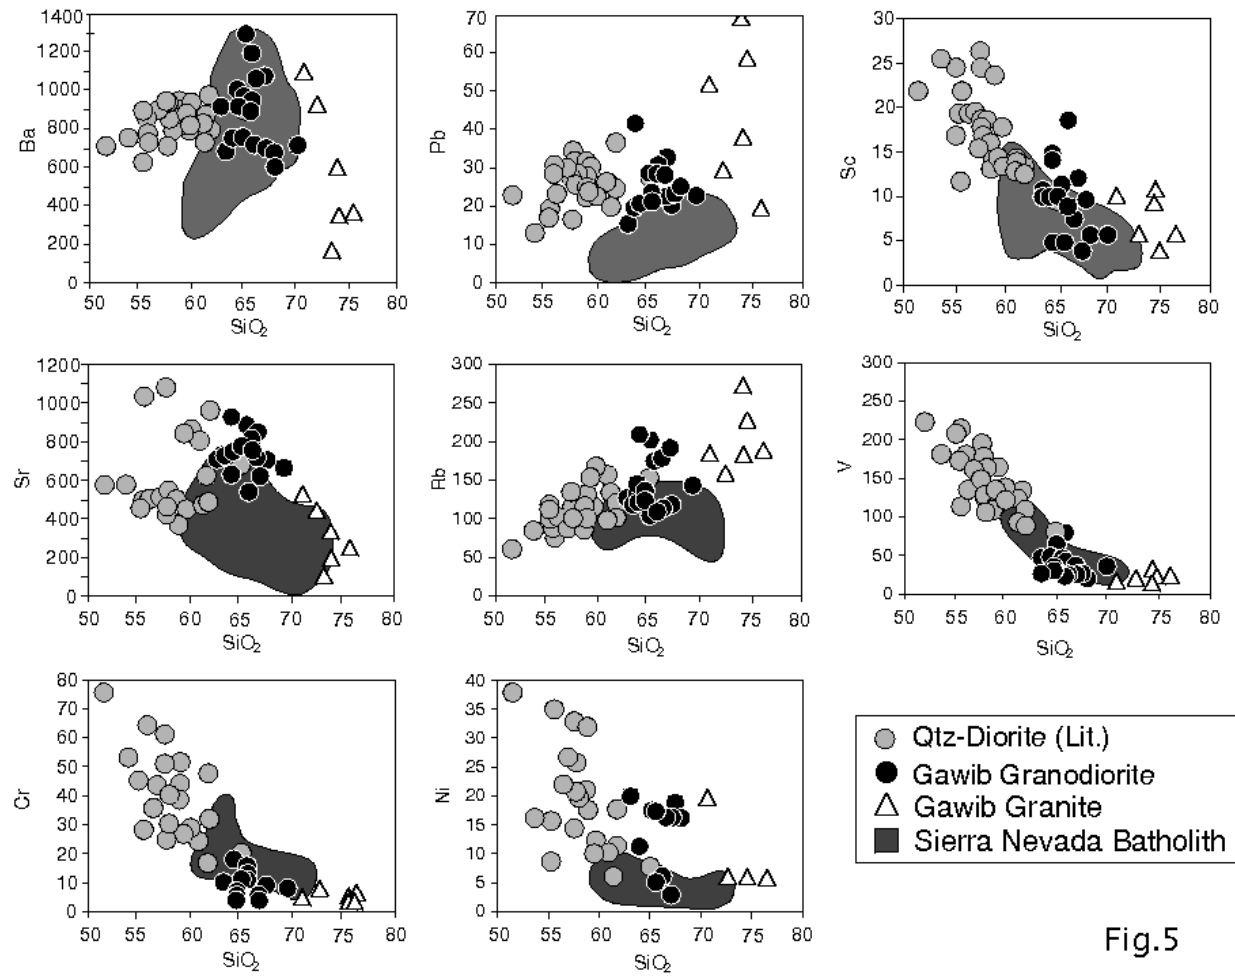 1400
1200
1000
800
600
400
200
0
Ba
50 55 60 65 70 75 80
SiO2
70
60
50
40
30
20
10
0
Pb
50 55 60 65 70 75 80
SiO2
30
25
20
15
10
5
0
Sc
50 55 60 65 70 75 80
SiO2
1200
1000
800
600
400
200
0
Sr
50 55 60 65 70 75 80
SiO2
300
250
200
150
100
50
0
Rb
50 55 60 65 70 75 80
SiO2
300
250
200
150
100
50
0
V
50 55 60 65 70 75 80
SiO2
80
70
60
50
40
30
20
10
0
Cr
50 55 60 65 70 75 80
SiO2
40
35
30
25
20
15
10
5
0
Ni
50 55 60 65 70 75 80
SiO2
Qtz-Diorite (Lit.)
Gawib Granodiorite
Gawib Granite
Sierra Nevada Batholith
Fig.5